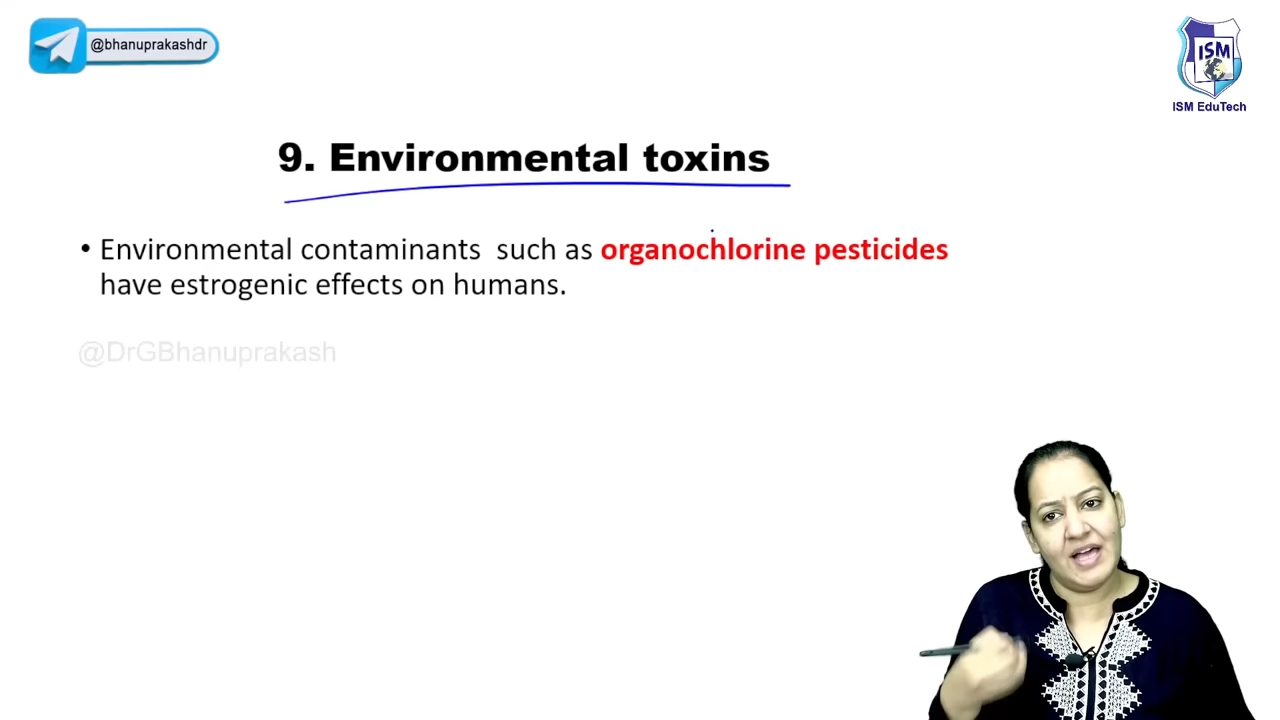 @bhanuprakashdr
ISM
ISM EduTech
9. Environmental toxins
• Environmental contaminants such as organochlorine pesticides
have estrogenic effects on humans.
@DrGBhanuprakash